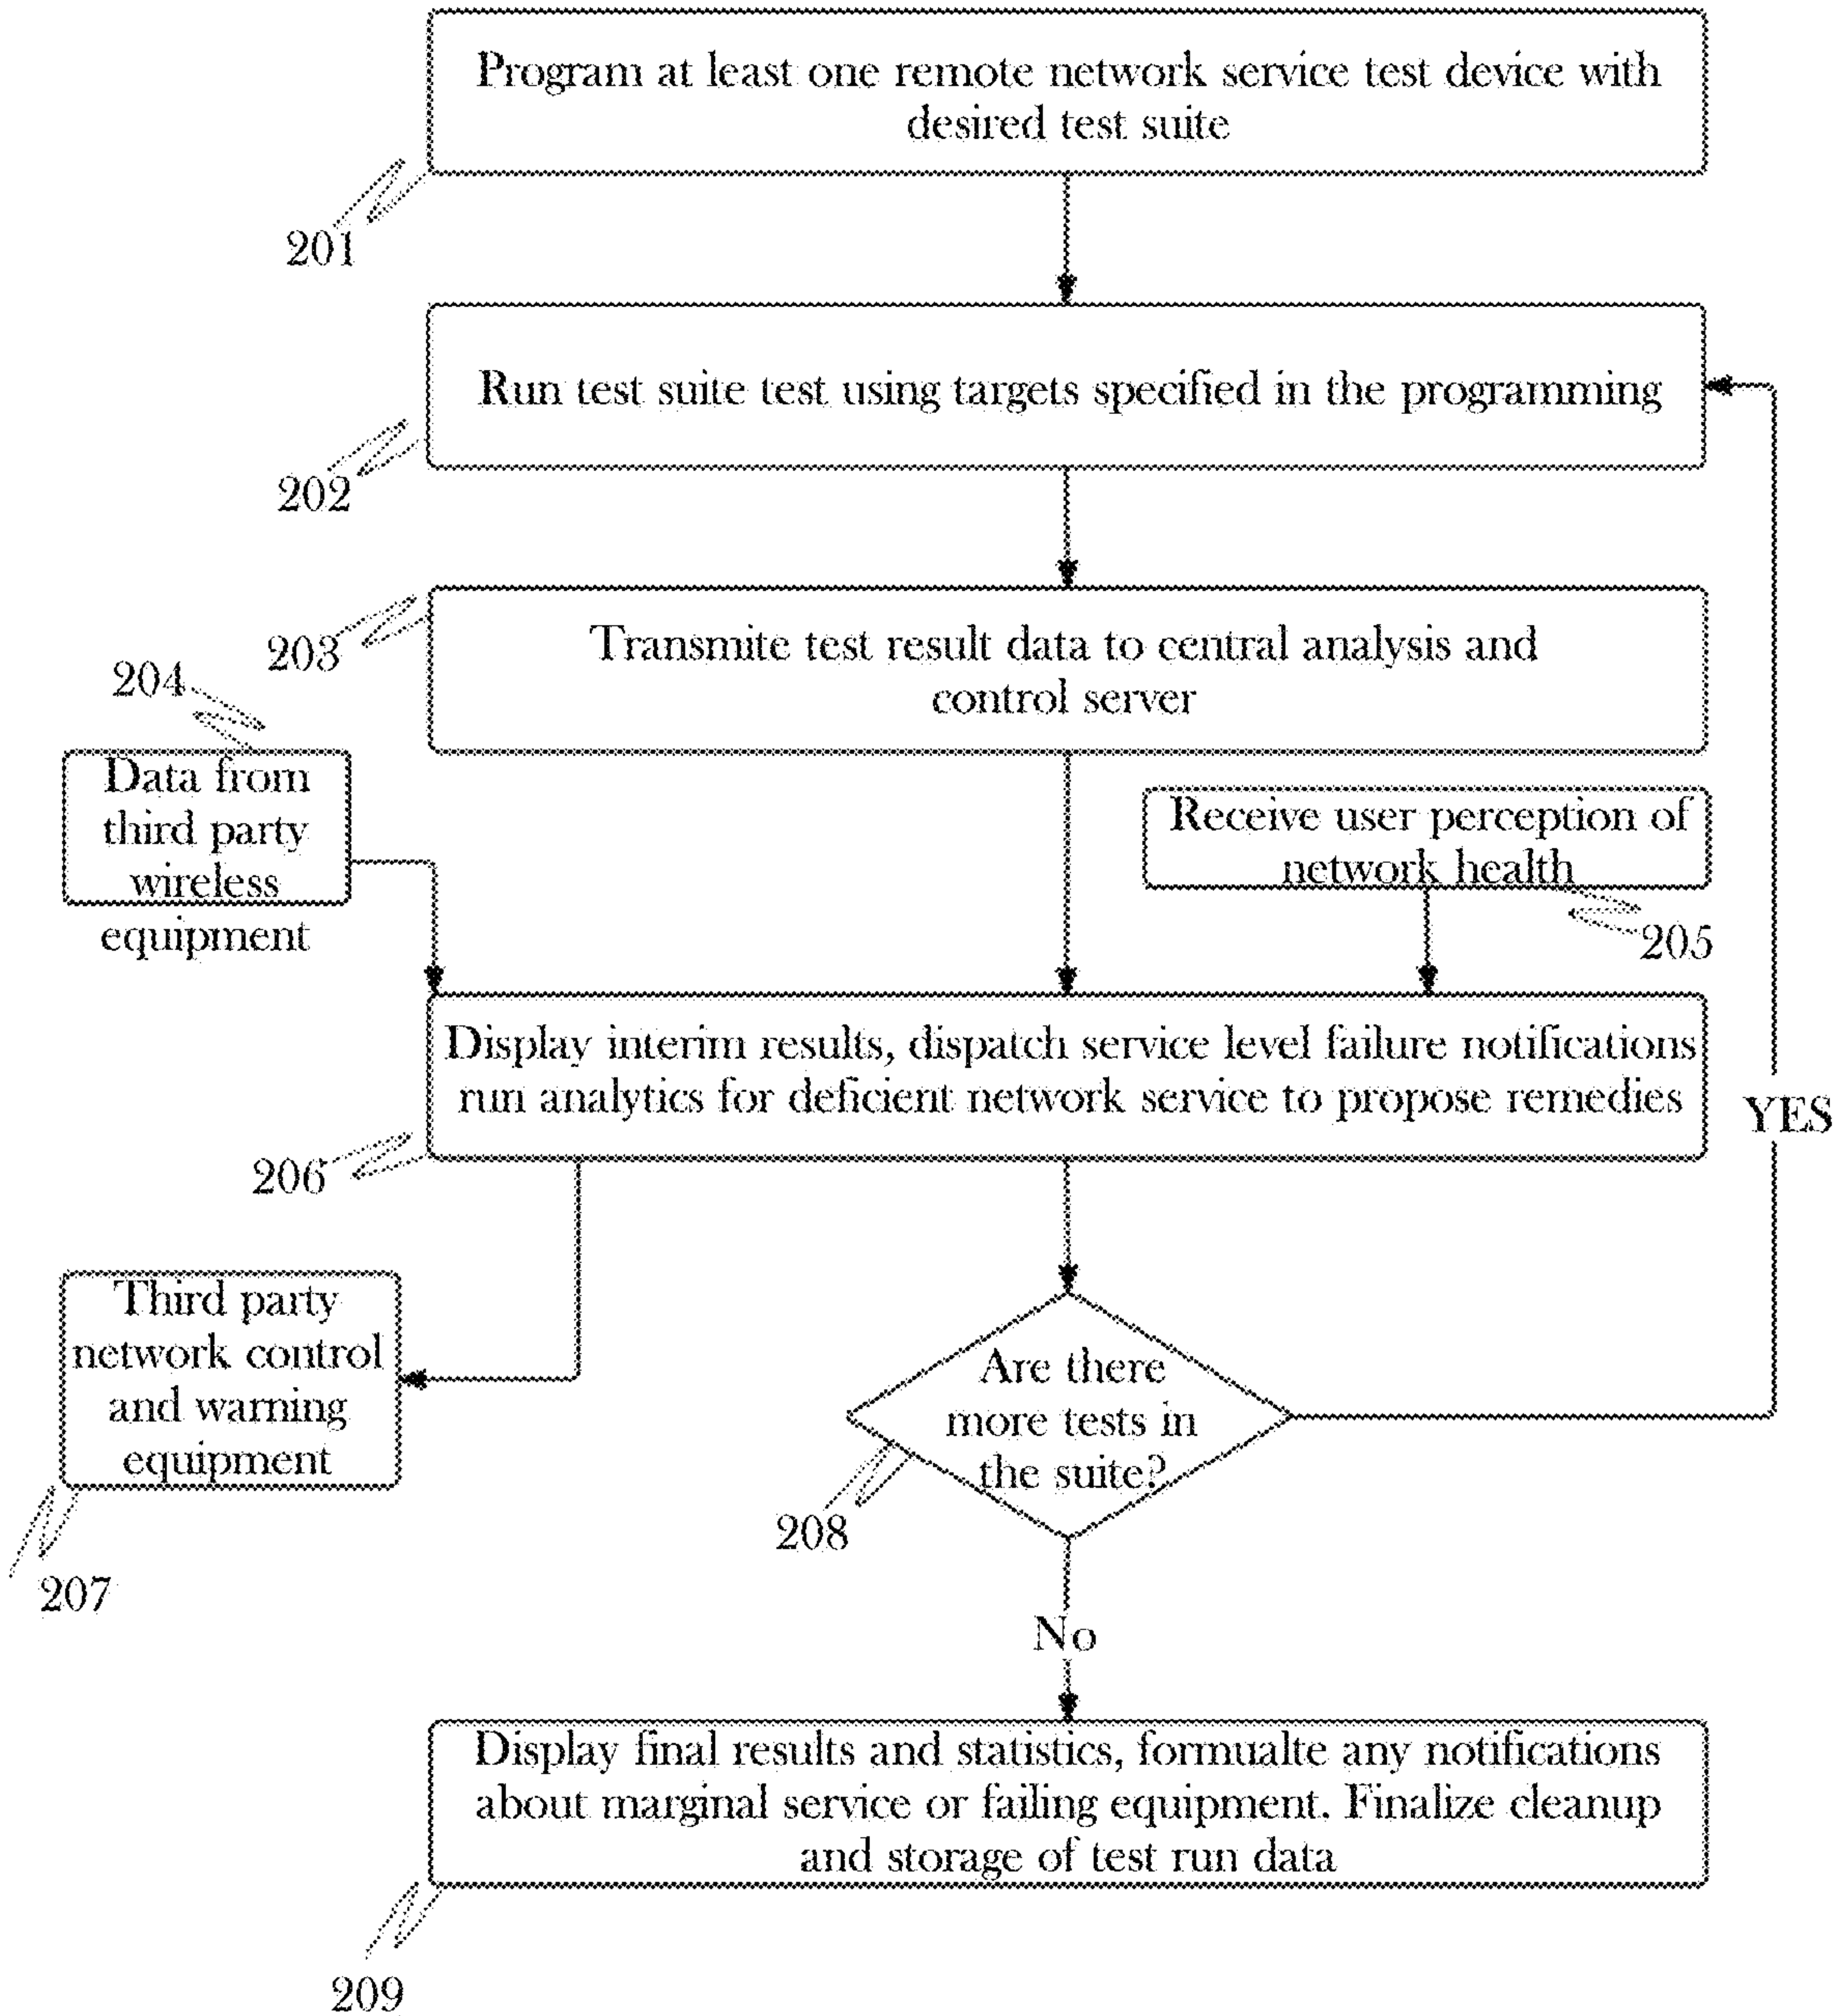 Program at least one remote network service test device with
desired test suite
201
Run test suite test using targets specified in the programming
202
Transmite test result data to central analysis and
control server
203
204
Data from
third party
wireless
equipment
Receive user perception of
network health
205
Display interim results, dispatch service level failure notifications
run analytics for deficient network service to propose remedies
YES
206
Third party
network control
and warning
equipment
207
Are there
more tests in
the suite?
208
No
Display final results and statistics, formualte any notifications
about marginal service or failing equipment. Finalize cleanup
and storage of test run data
209